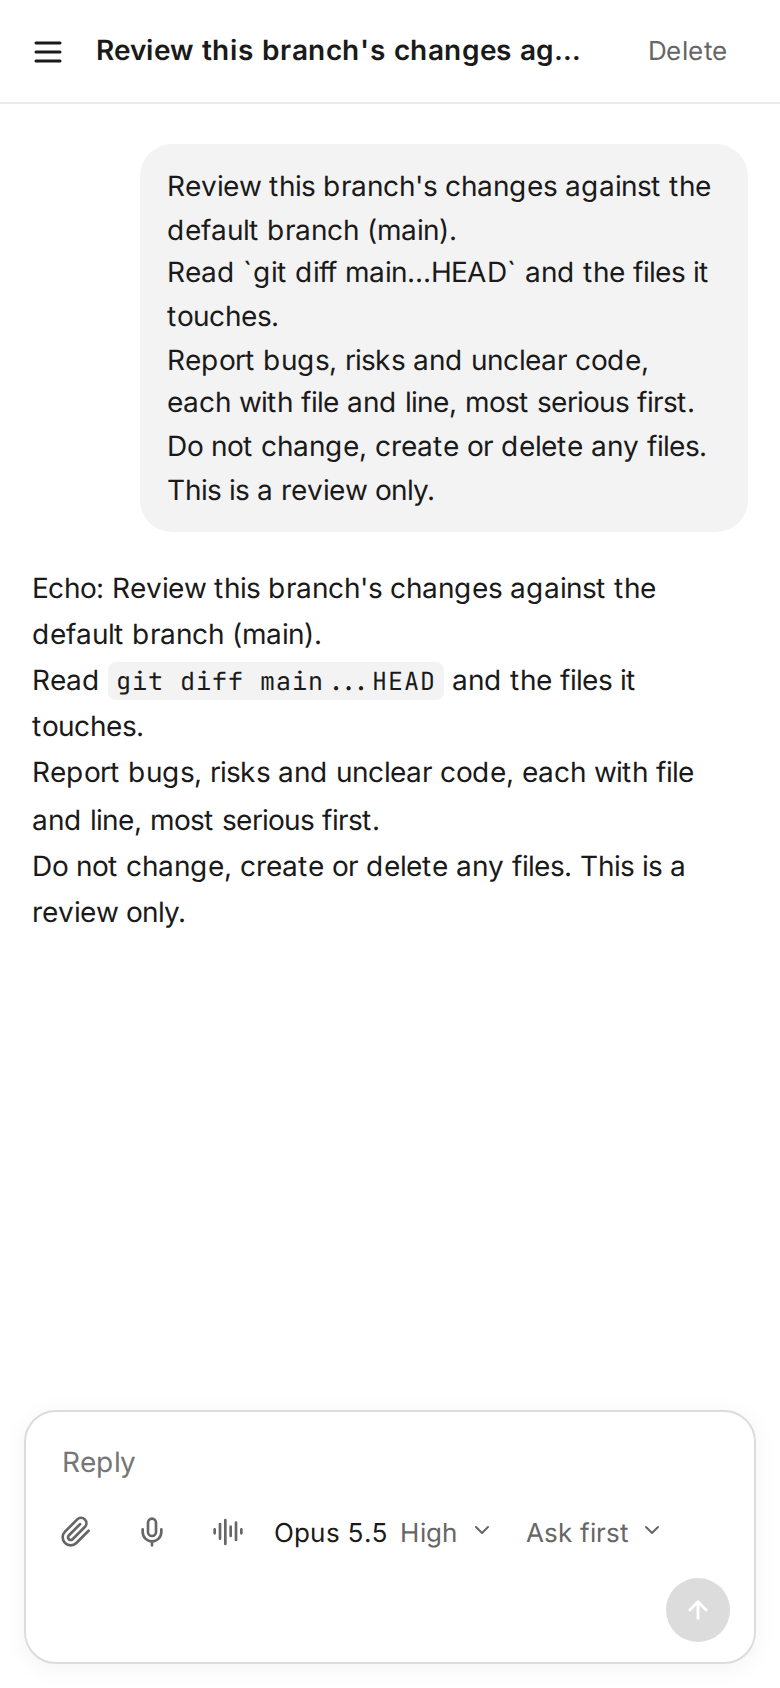 Review this branch's changes ag...
Delete
Review this branch's changes against the
default branch (main).
Read `git diff main...HEAD` and the files it
touches.
Report bugs, risks and unclear code,
each with file and line, most serious first.
Do not change, create or delete any files.
This is a review only.
Echo: Review this branch's changes against the
default branch (main).
Read git diff main...HEAD and the files it
touches.
Report bugs, risks and unclear code, each with file
and line, most serious first.
Do not change, create or delete any files. This is a
review only.
Reply
Opus 5.5 High Ask first